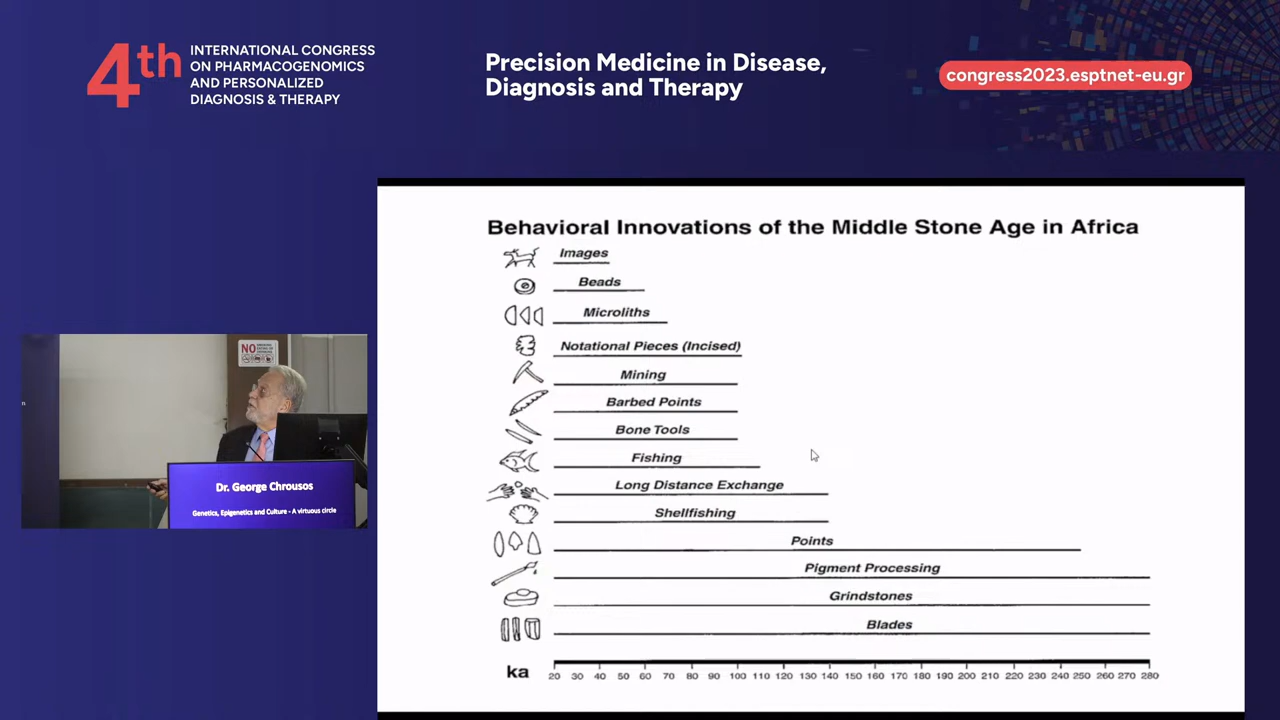 4th
INTERNATIONAL CONGRESS
ON PHARMACOGENOMICS
AND PERSONALIZED
DIAGNOSIS & THERAPY
Precision Medicine in Disease,
Diagnosis and Therapy
congress2023.esptnet-eu.gr
Behavioral Innovations of the Middle Stone Age in Africa
Images
Beads
Microliths
Notational Pieces (Incised)
Mining
Barbed Points
Bone Tools
Fishing
Long Distance Exchange
Shellfishing
Points
Pigment Processing
Grindstones
Blades
ka
20 30 40 50 60 70 80 90 100 110 120 130 140 150 160 170 180 190 200 210 220 230 240 250 260 270 280
NO
Dr. George Chrousos
Genetics, Epigenetics and Culture - A virtuous circle